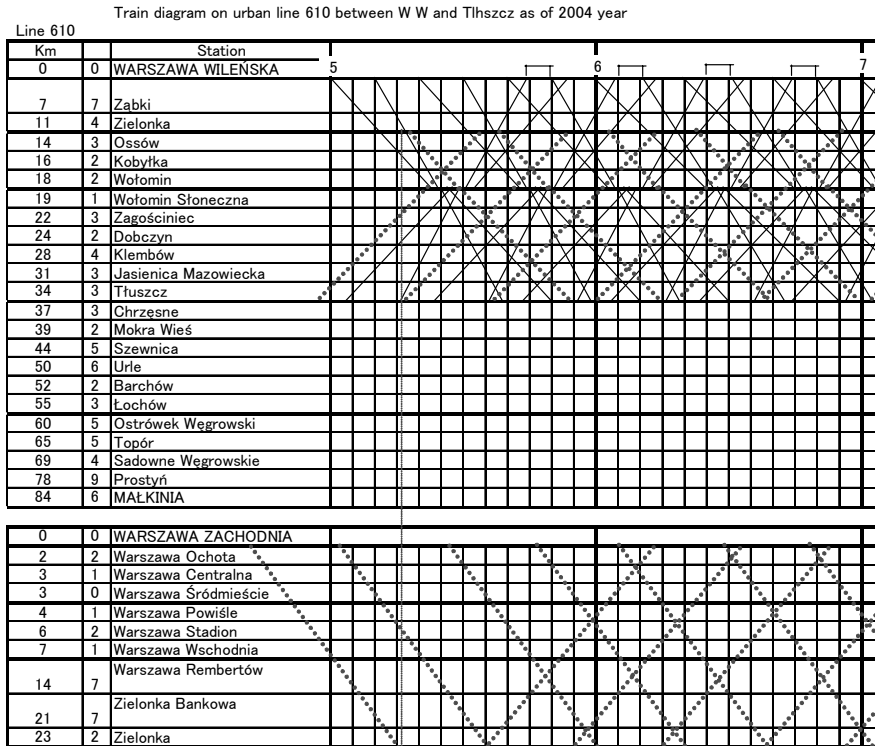 Train diagram on urban line 610 between W W and Tlhszcz as of 2004 year
Line 610
Km Station
0 0 WARSZAWA WILEŃSKA 5 6 7
7 7 Ząbki
11 4 Zielonka
14 3 Ossów
16 2 Kobyłka
18 2 Wołomin
19 1 Wołomin Słoneczna
22 3 Zagościniec
24 2 Dobczyn
28 4 Klembów
31 3 Jasienica Mazowiecka
34 3 Tłuszcz
37 3 Chrzęsne
39 2 Mokra Wieś
44 5 Szewnica
50 6 Urle
52 2 Barchów
55 3 Łochów
60 5 Ostrówek Węgrowski
65 5 Topór
69 4 Sadowne Węgrowskie
78 9 Prostyń
84 6 MAŁKINIA
0 0 WARSZAWA ZACHODNIA
2 2 Warszawa Ochota
3 1 Warszawa Centralna
3 0 Warszawa Śródmieście
4 1 Warszawa Powiśle
6 2 Warszawa Stadion
7 1 Warszawa Wschodnia
14 7 Warszawa Rembertów
21 7 Zielonka Bankowa
23 2 Zielonka